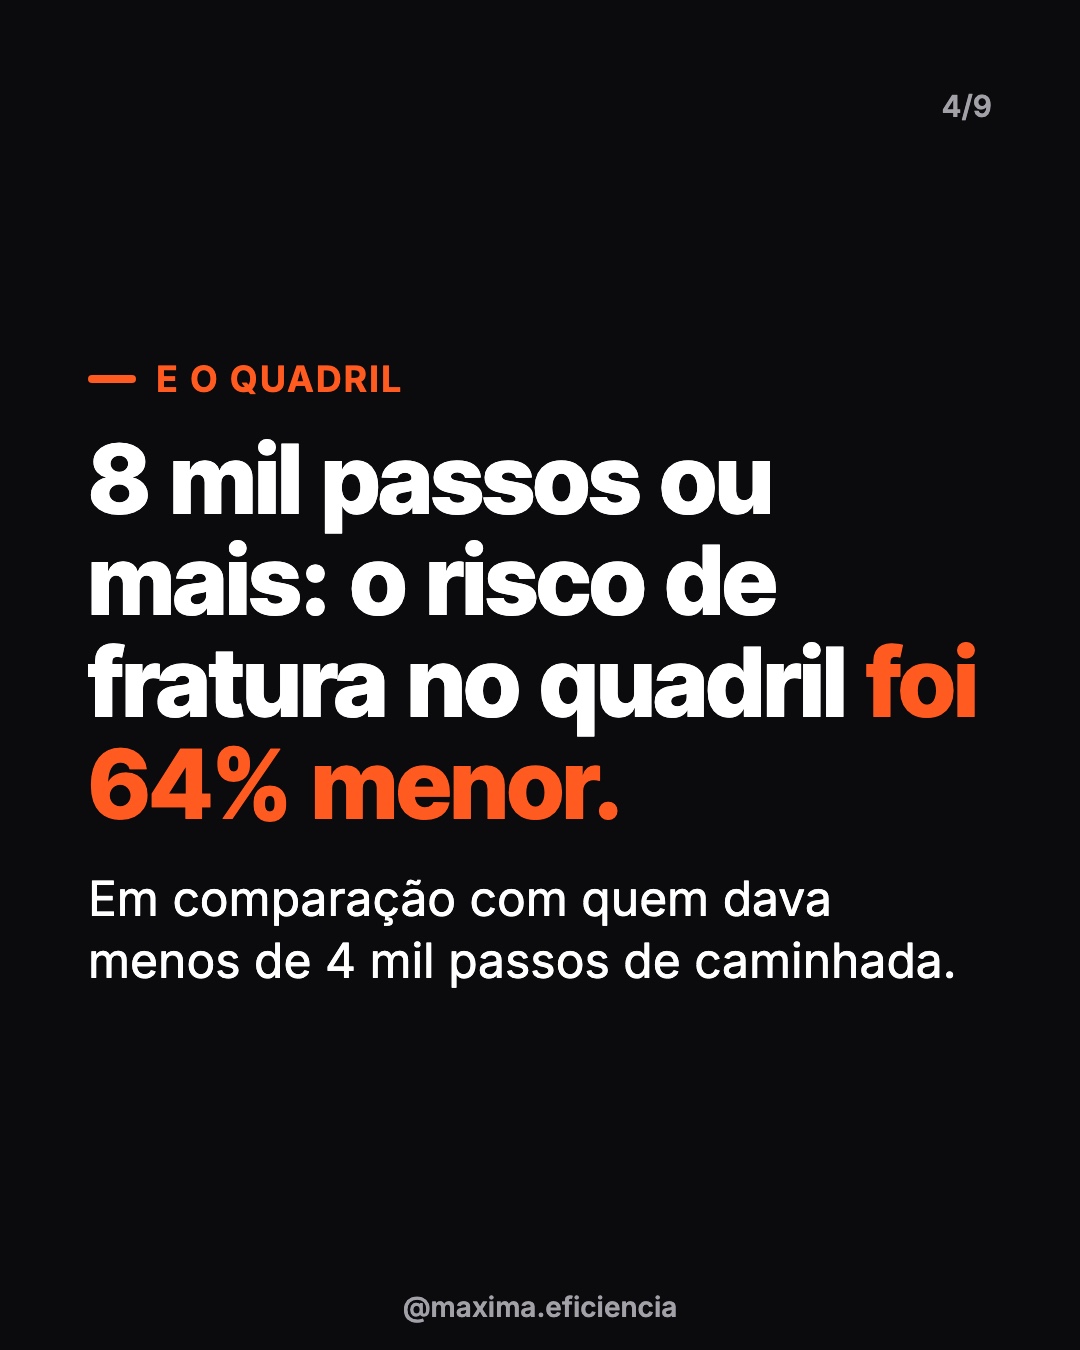 4/9
E O QUADRIL
8 mil passos ou
mais: o risco de
fratura no quadril foi
64% menor.
Em comparação com quem dava
menos de 4 mil passos de caminhada.
@maxima.eficiencia